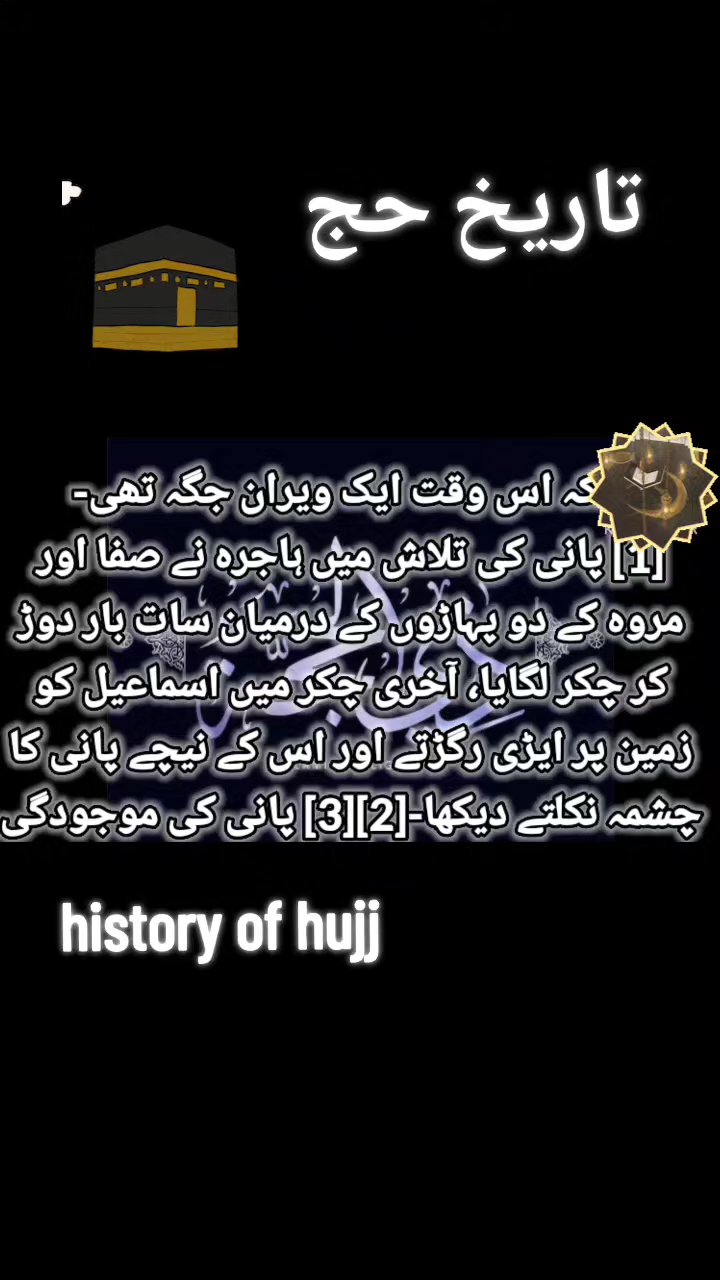 تاریخ حج
کہ اس وقت ایک ویران جگہ تھی-
[1] پانی کی تلاش میں ہاجرہ نے صفا اور
مروہ کے دو پہاڑوں کے درمیان سات بار دوڑ
کر چکر لگایا، آخری چکر میں اسماعیل کو
زمین پر ایڑی رگڑتے اور اس کے نیچے پانی کا
چشمہ نکلتے دیکھا-[2][3] پانی کی موجودگی
history of hujj